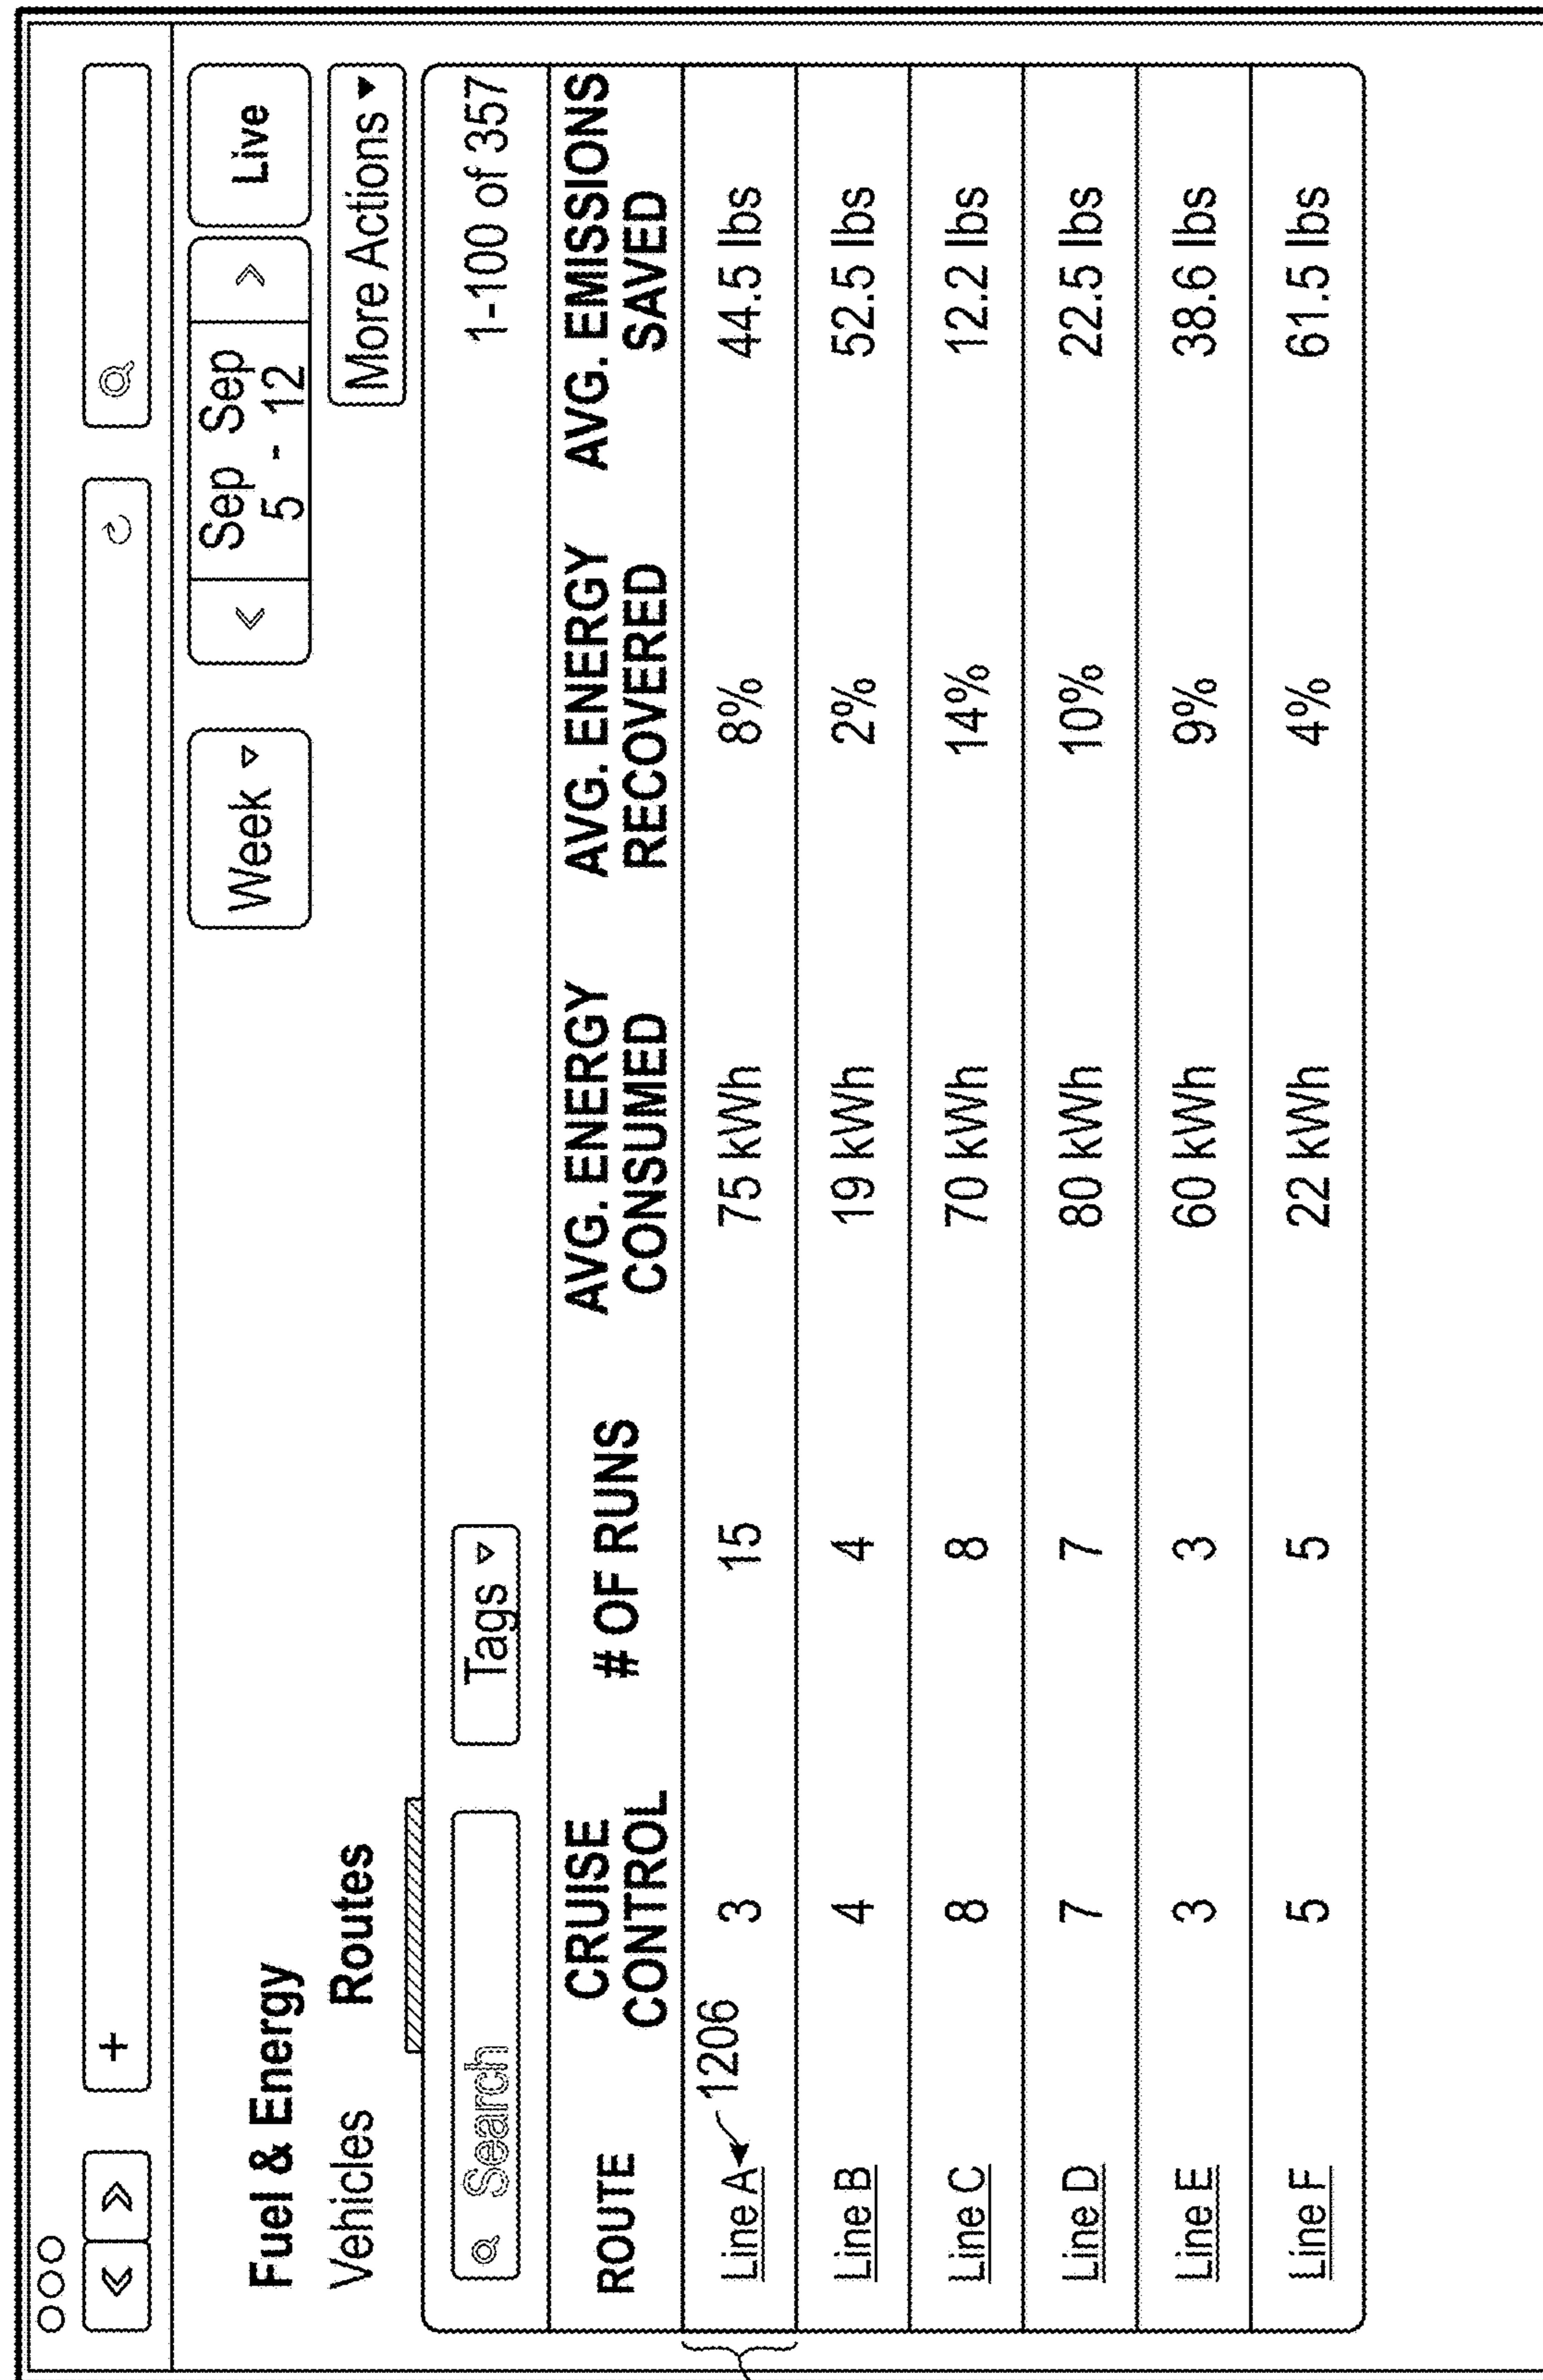 +
Fuel & Energy
Week
Sep Sep
5 - 12
Live
Vehicles Routes
More Actions
Search
Tags
1-100 of 357
ROUTE CRUISE CONTROL # OF RUNS AVG. ENERGY CONSUMED AVG. ENERGY RECOVERED AVG. EMISSIONS SAVED
Line A 1206 3 15 75 kWh 8% 44.5 lbs
Line B 4 4 19 kWh 2% 52.5 lbs
Line C 8 8 70 kWh 14% 12.2 lbs
Line D 7 7 80 kWh 10% 22.5 lbs
Line E 3 3 60 kWh 9% 38.6 lbs
Line F 5 5 22 kWh 4% 61.5 lbs